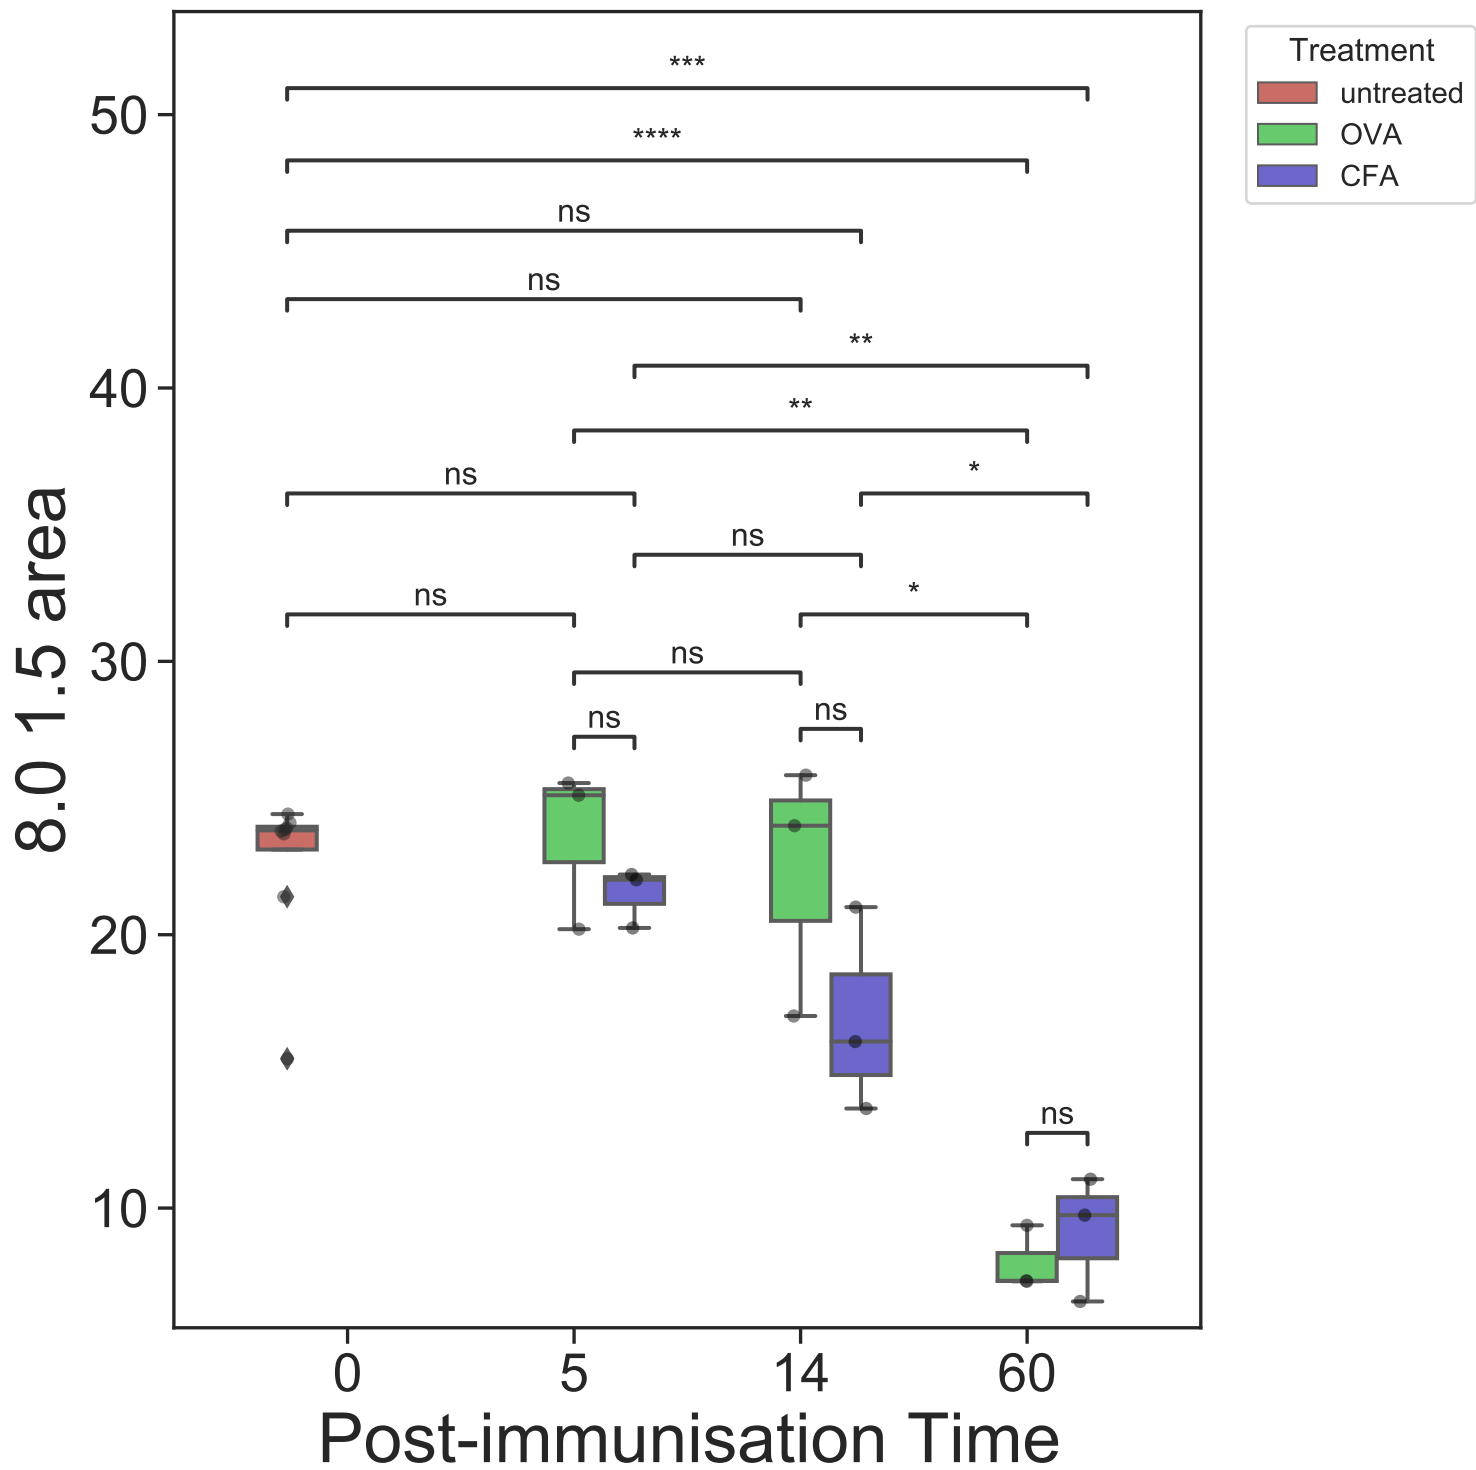 ***
****
ns
ns
**
**
ns
*
ns
ns
*
ns
ns
ns
ns
50
40
30
20
10
8.0 1.5 area
0 5 14 60
Post-immunisation Time
Treatment
untreated
OVA
CFA